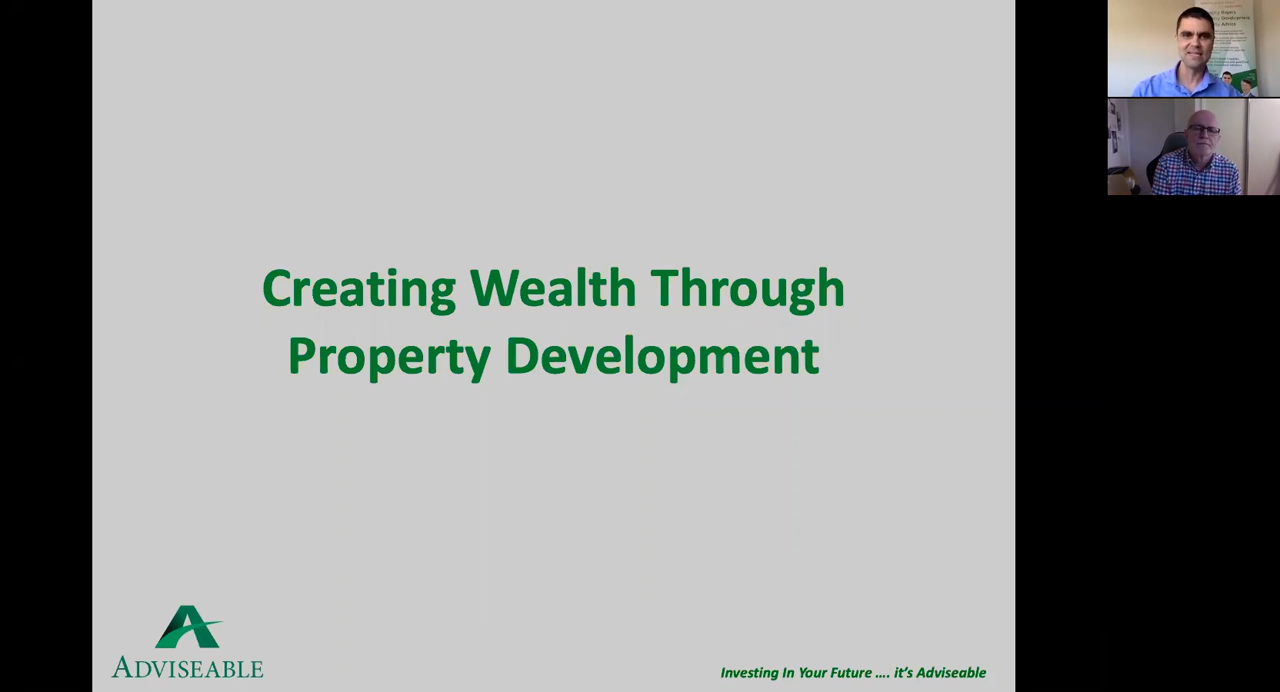 Creating Wealth Through
Property Development
ADVISEABLE
Investing In Your Future .... it's Adviseable